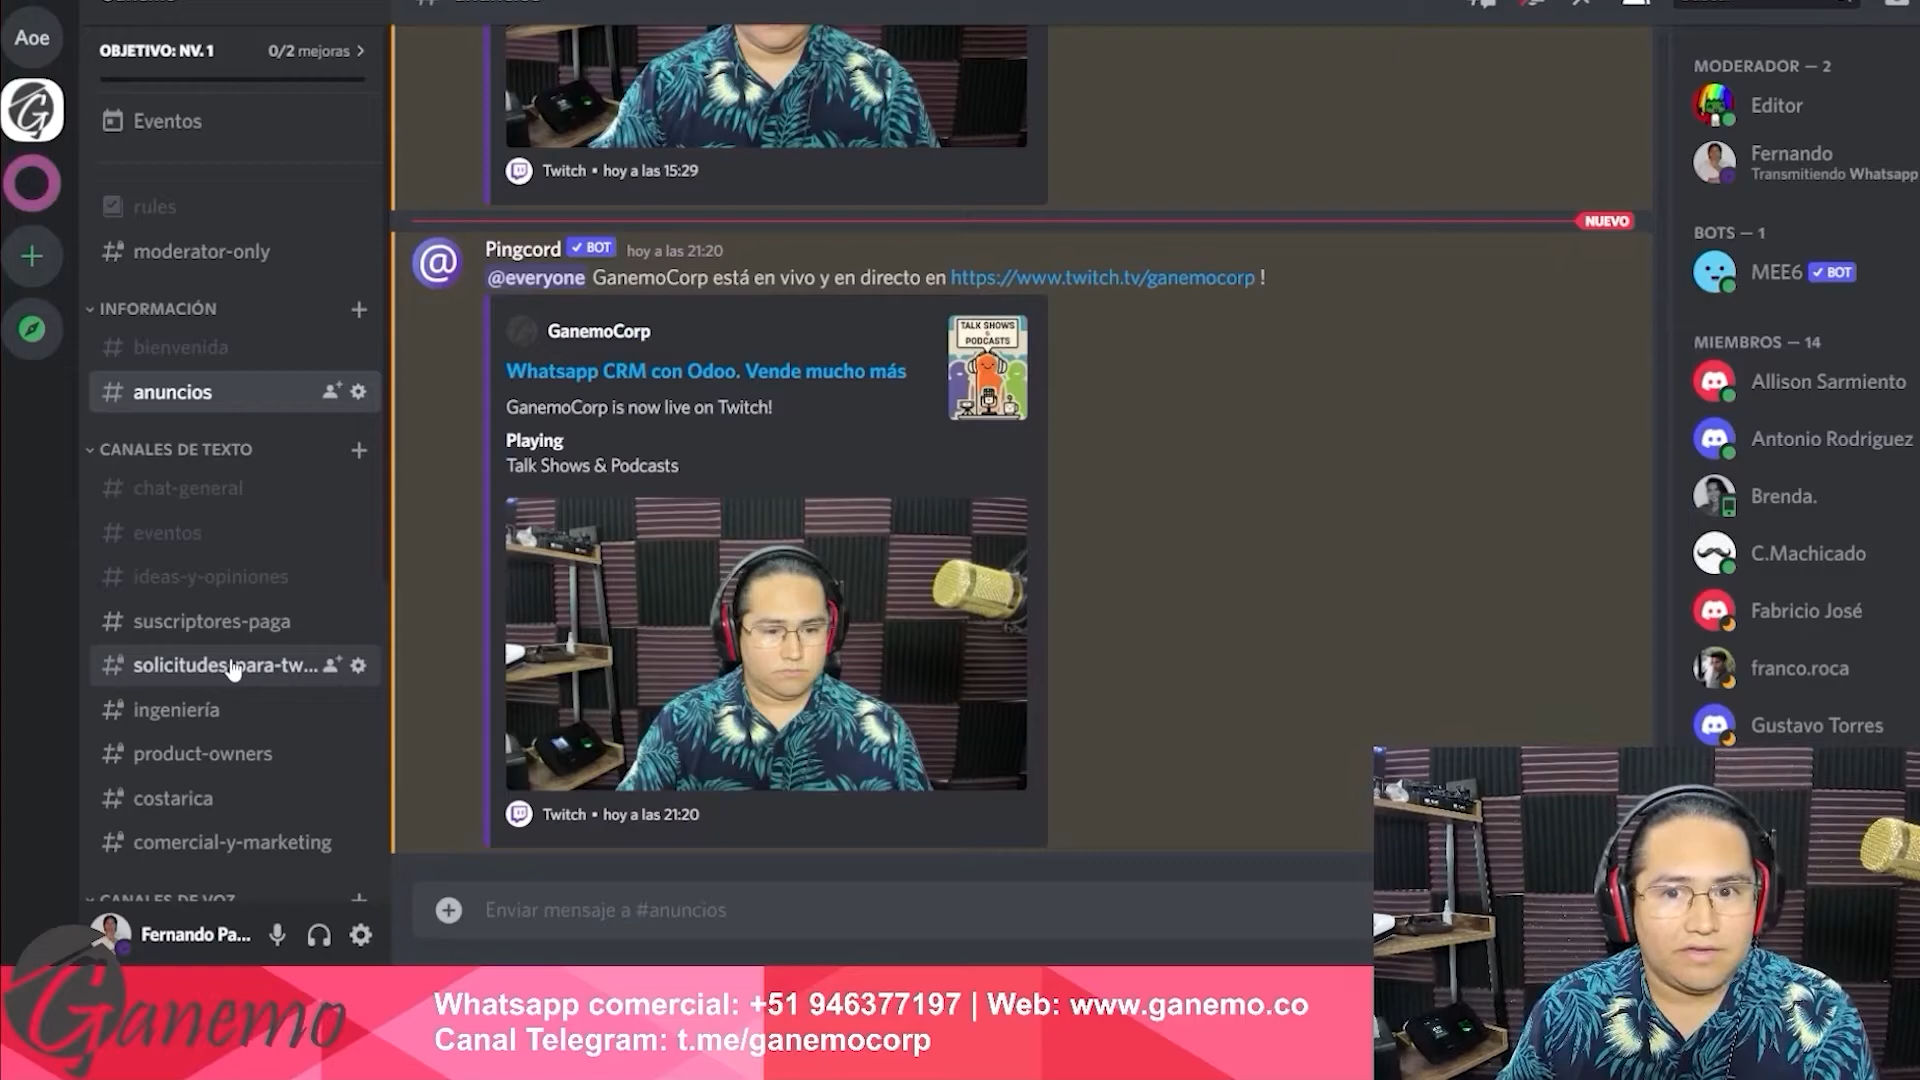 Aoe
OBJETIVO: NV. 1
0/2 mejoras
Eventos
rules
moderator-only
INFORMACIÓN
bienvenida
anuncios
CANALES DE TEXTO
chat-general
eventos
ideas-y-opiniones
suscriptores-paga
solicitudes-para-tw...
ingeniería
product-owners
costarica
comercial-y-marketing
CANALES DE VOZ
Fernando Pa...
Twitch • hoy a las 15:29
NUEVO
Pingcord ✓ BOT hoy a las 21:20
@everyone GanemoCorp está en vivo y en directo en https://www.twitch.tv/ganemocorp !
GanemoCorp
Whatsapp CRM con Odoo. Vende mucho más
GanemoCorp is now live on Twitch!
Playing
Talk Shows & Podcasts
TALK SHOWS
&
PODCASTS
Twitch • hoy a las 21:20
Enviar mensaje a #anuncios
MODERADOR — 2
Editor
Fernando
Transmitiendo Whatsapp
BOTS — 1
MEE6 ✓ BOT
MIEMBROS — 14
Allison Sarmiento
Antonio Rodriguez
Brenda.
C.Machicado
Fabricio José
franco.roca
Gustavo Torres
Ganemo
Whatsapp comercial: +51 946377197 | Web: www.ganemo.co
Canal Telegram: t.me/ganemocorp